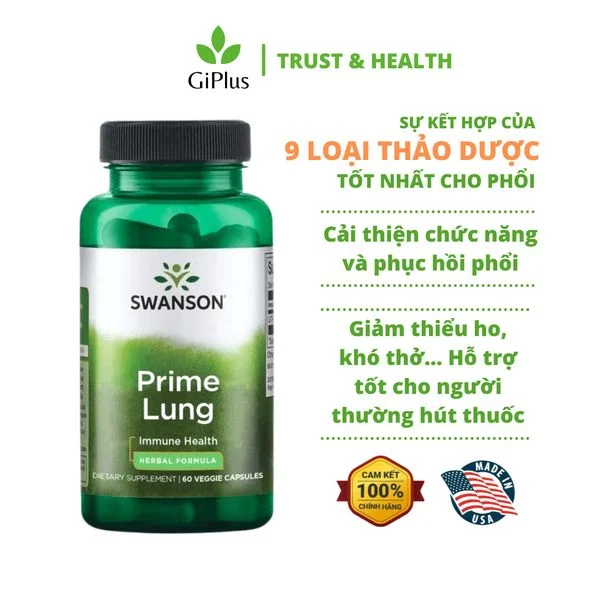 GiPlus
TRUST & HEALTH
SỰ KẾT HỢP CỦA
9 LOẠI THẢO DƯỢC
TỐT NHẤT CHO PHỔI
Cải thiện chức năng
và phục hồi phổi
Giảm thiểu ho,
khó thở... Hỗ trợ
tốt cho người
thường hút thuốc
SWANSON®
Prime
Lung
Immune Health
HERBAL FORMULA
DIETARY SUPPLEMENT | 60 VEGGIE CAPSULES
CAM KẾT
100%
CHÍNH HÃNG
MADE IN
USA